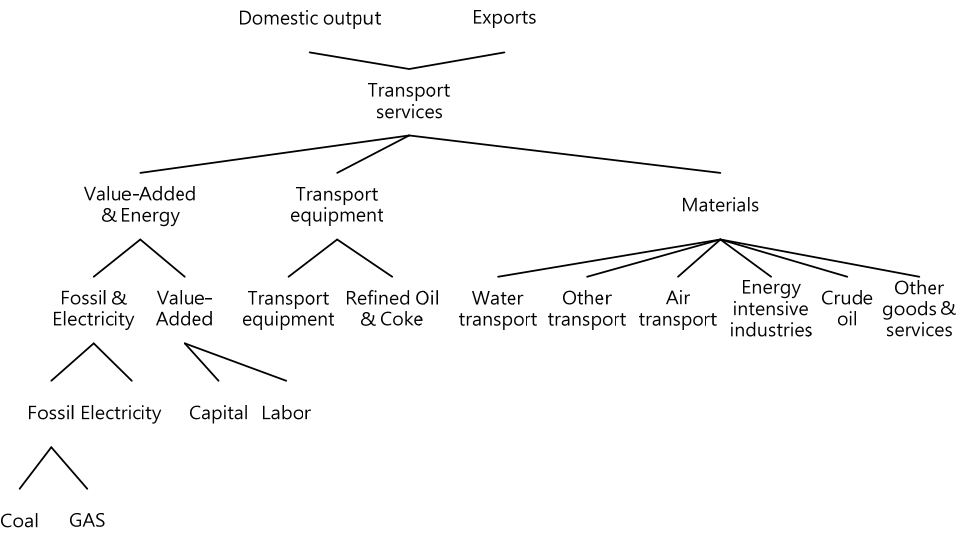 Domestic output Exports
Transport
services
Value-Added
& Energy
Transport
equipment
Materials
Fossil &
Electricity
Value-
Added
Transport
equipment
Refined Oil
& Coke
Water
transport
Other
transport
Air
transport
Energy
intensive
industries
Crude
oil
Other
goods &
services
Fossil Electricity Capital Labor
Coal GAS